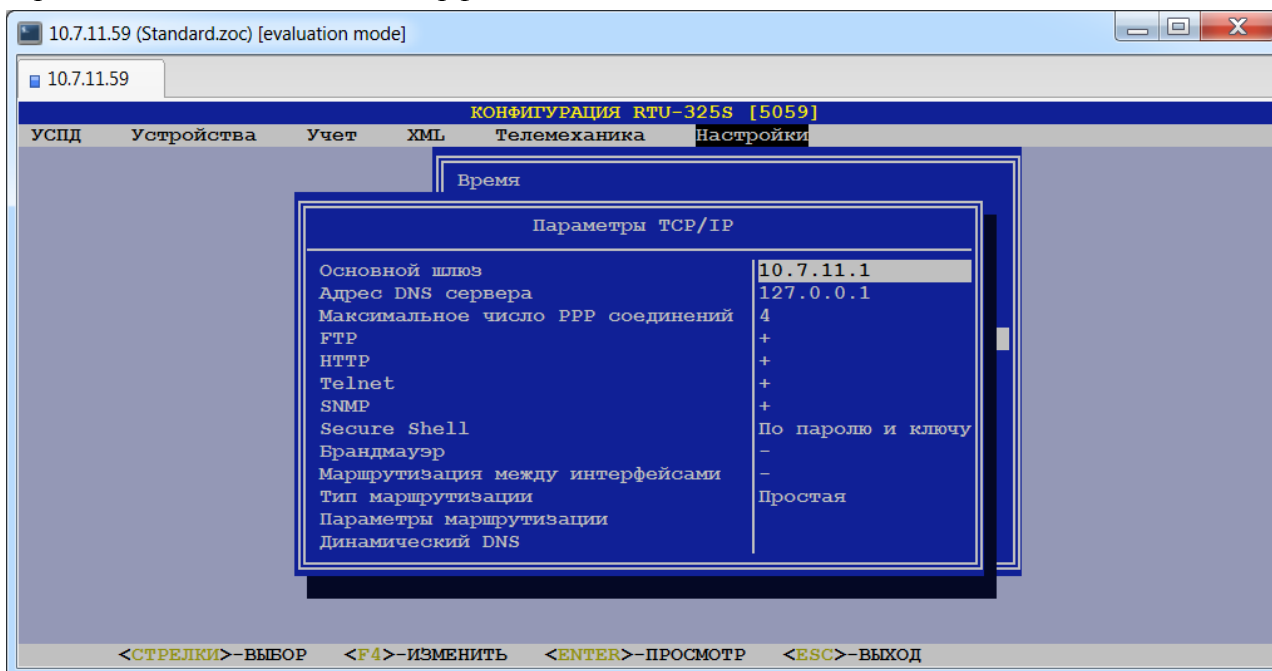 10.7.11.59 (Standard.zoc) [evaluation mode]
10.7.11.59
КОНФИГУРАЦИЯ RTU-325S [5059]
УСПД Устройства Учет XML Телемеханика Настройки
Время
Параметры TCP/IP
Основной шлюз 10.7.11.1
Адрес DNS сервера 127.0.0.1
Максимальное число PPP соединений 4
FTP +
HTTP +
Telnet +
SNMP +
Secure Shell По паролю и ключу
Брандмауэр -
Маршрутизация между интерфейсами -
Тип маршрутизации Простая
Параметры маршрутизации
Динамический DNS
<СТРЕЛКИ>-ВЫБОР <F4>-ИЗМЕНИТЬ <ENTER>-ПРОСМОТР <ESC>-ВЫХОД